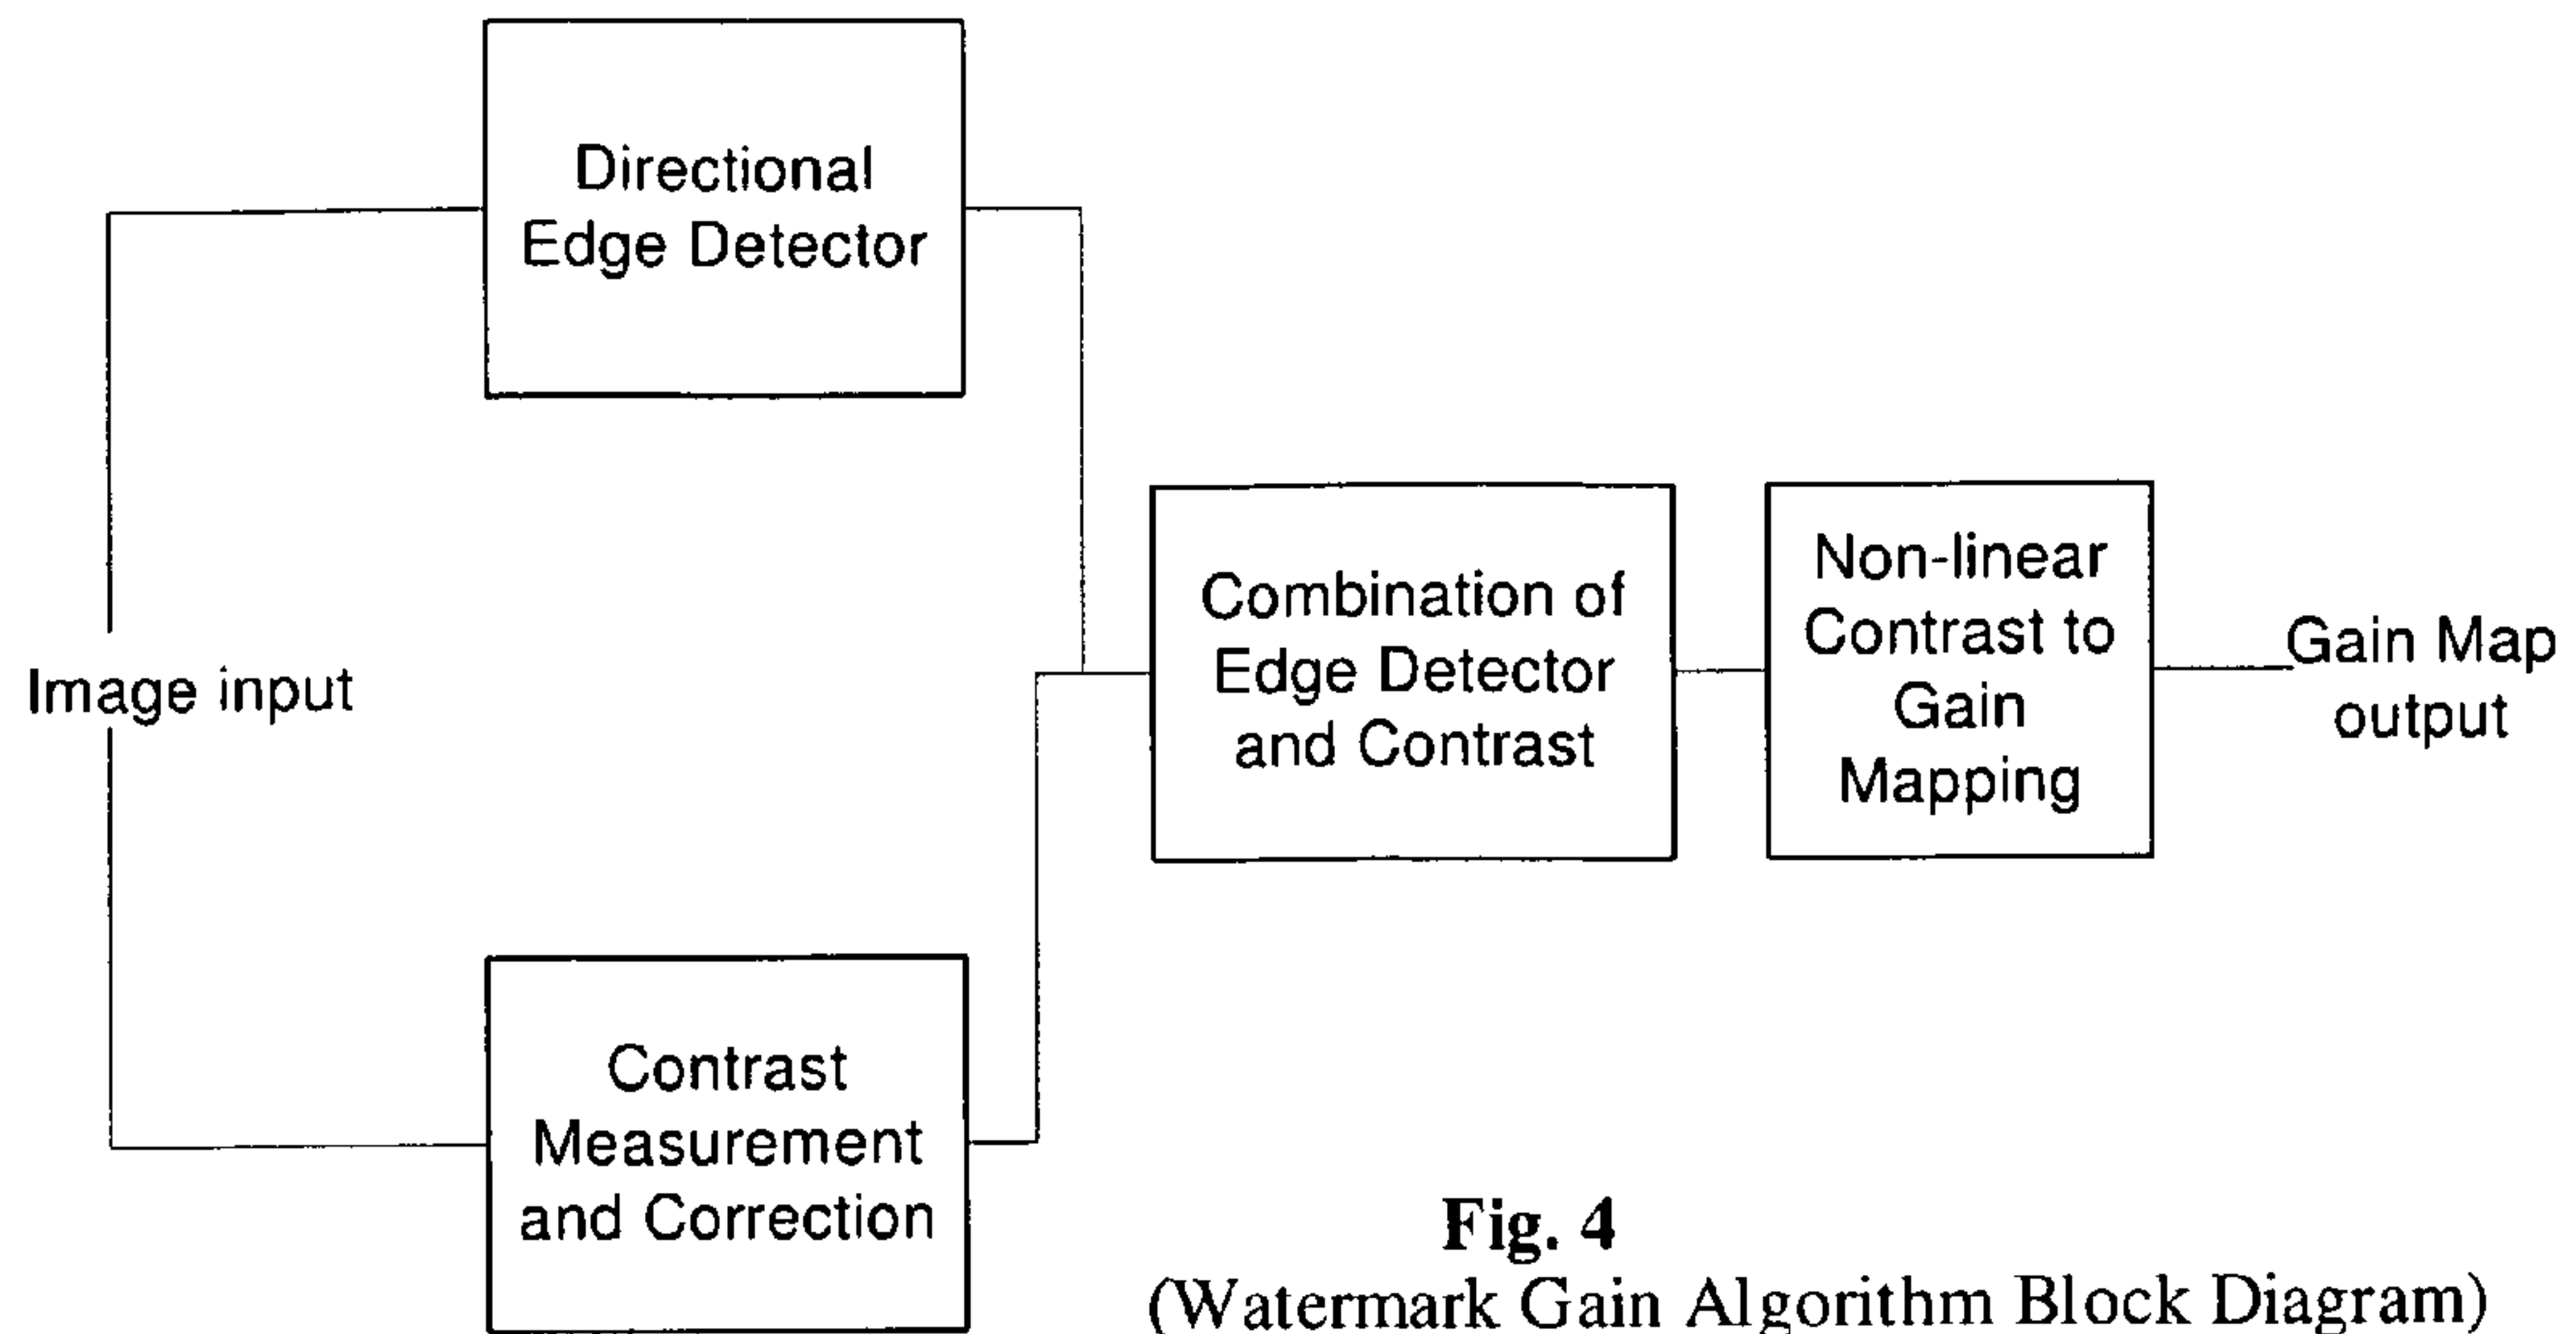 Directional
Edge Detector
Image input
Combination of
Edge Detector
and Contrast
Non-linear
Contrast to
Gain
Mapping
Gain Map
output
Contrast
Measurement
and Correction
Fig. 4
(Watermark Gain Algorithm Block Diagram)